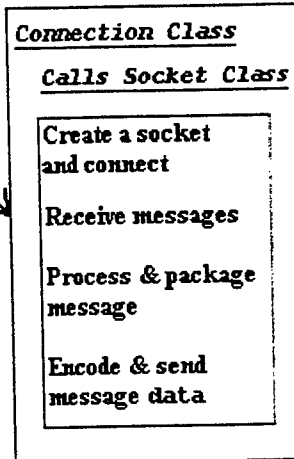 Connection Class
Calls Socket Class
Create a socket
and connect
Receive messages
Process & package
message
Encode & send
message data